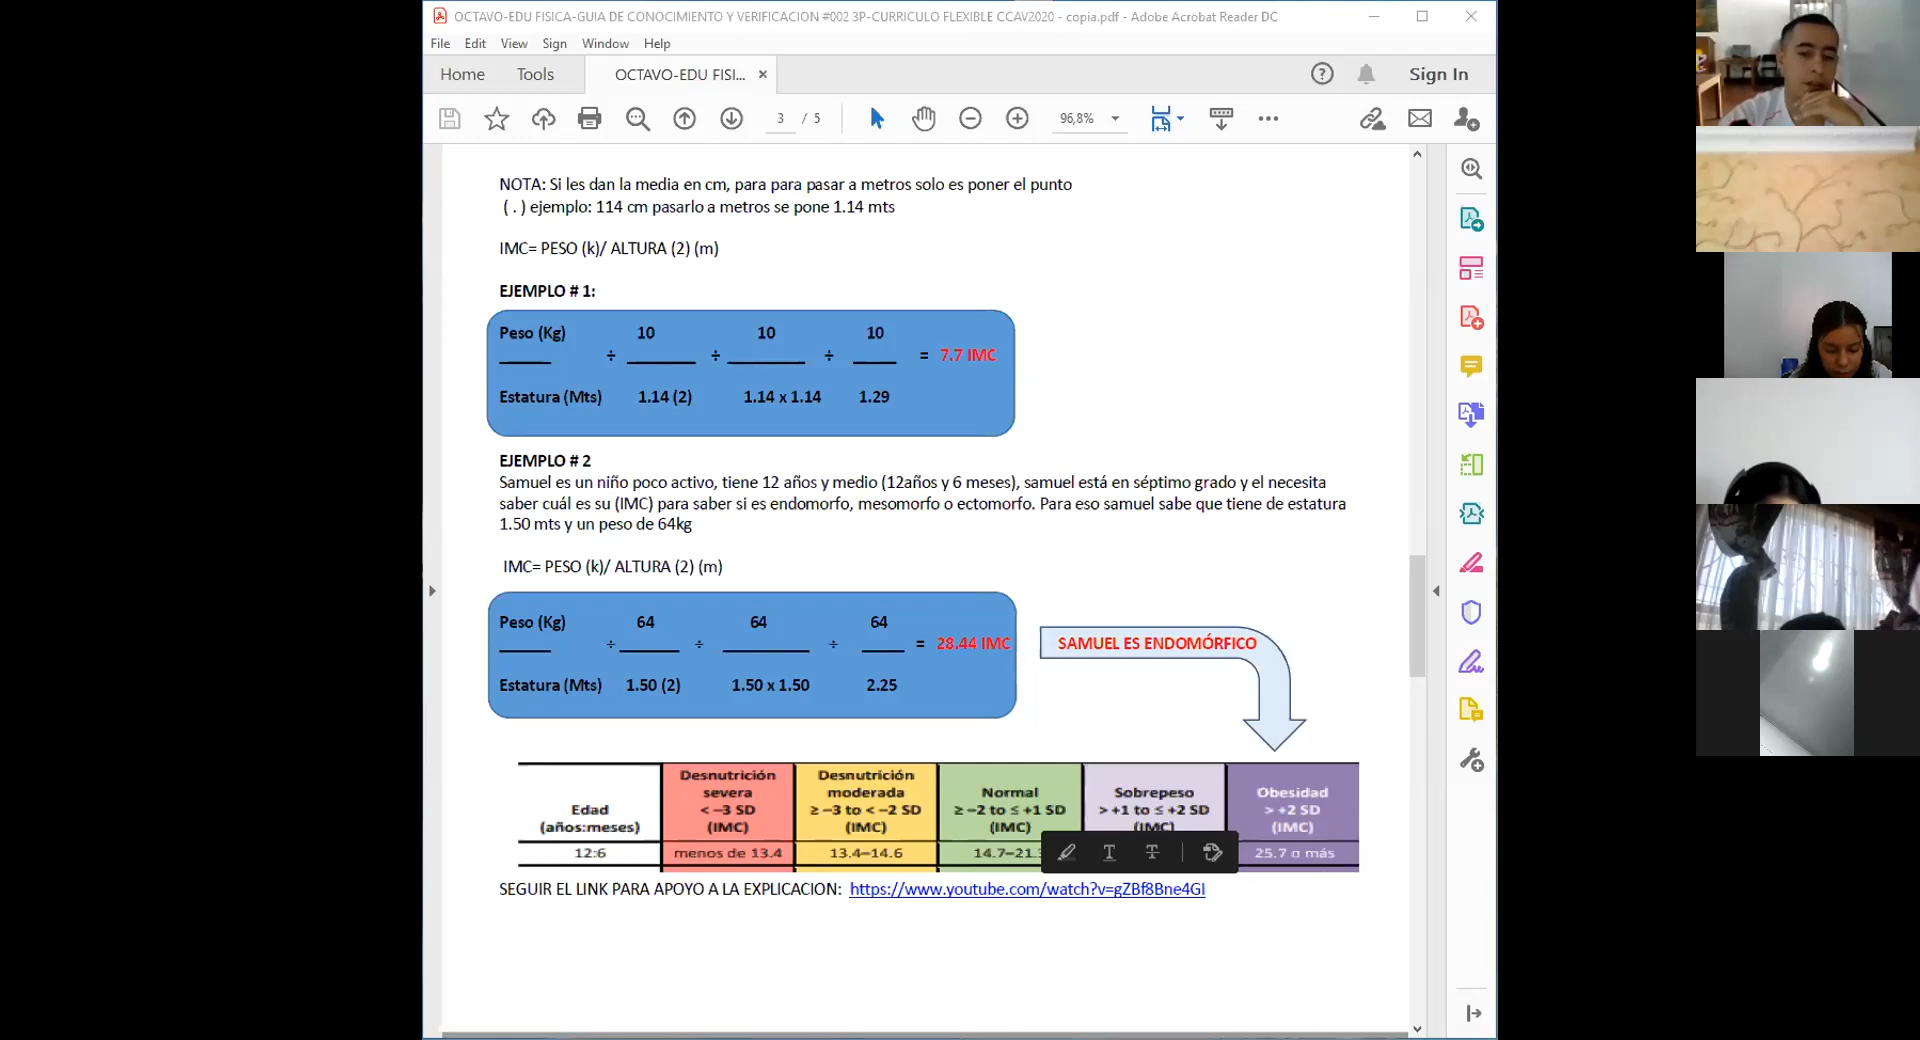 OCTAVO-EDU FISICA-GUIA DE CONOCIMIENTO Y VERIFICACION #002 3P-CURRICULO FLEXIBLE CCAV2020 - copia.pdf - Adobe Acrobat Reader DC
File Edit View Sign Window Help
Home Tools OCTAVO-EDU FISI... × Sign In
3 / 5 96,8%
NOTA: Si les dan la media en cm, para para pasar a metros solo es poner el punto
( . ) ejemplo: 114 cm pasarlo a metros se pone 1.14 mts
IMC= PESO (k)/ ALTURA (2) (m)
EJEMPLO # 1:
Peso (Kg) 10 10 10
÷ ÷ ÷ = 7.7 IMC
Estatura (Mts) 1.14 (2) 1.14 x 1.14 1.29
EJEMPLO # 2
Samuel es un niño poco activo, tiene 12 años y medio (12años y 6 meses), samuel está en séptimo grado y el necesita
saber cuál es su (IMC) para saber si es endomorfo, mesomorfo o ectomorfo. Para eso samuel sabe que tiene de estatura
1.50 mts y un peso de 64kg
IMC= PESO (k)/ ALTURA (2) (m)
Peso (Kg) 64 64 64
÷ ÷ ÷ = 28.44 IMC
Estatura (Mts) 1.50 (2) 1.50 x 1.50 2.25
SAMUEL ES ENDOMÓRFICO
Edad
(años:meses)
Desnutrición
severa
< −3 SD
(IMC)
Desnutrición
moderada
≥ −3 to < −2 SD
(IMC)
Normal
≥ −2 to ≤ +1 SD
(IMC)
Sobrepeso
> +1 to ≤ +2 SD
(IMC)
Obesidad
> +2 SD
(IMC)
12:6 menos de 13.4 13.4−14.6 14.7−21. 25.7 o más
SEGUIR EL LINK PARA APOYO A LA EXPLICACION: https://www.youtube.com/watch?v=gZBf8Bne4GI